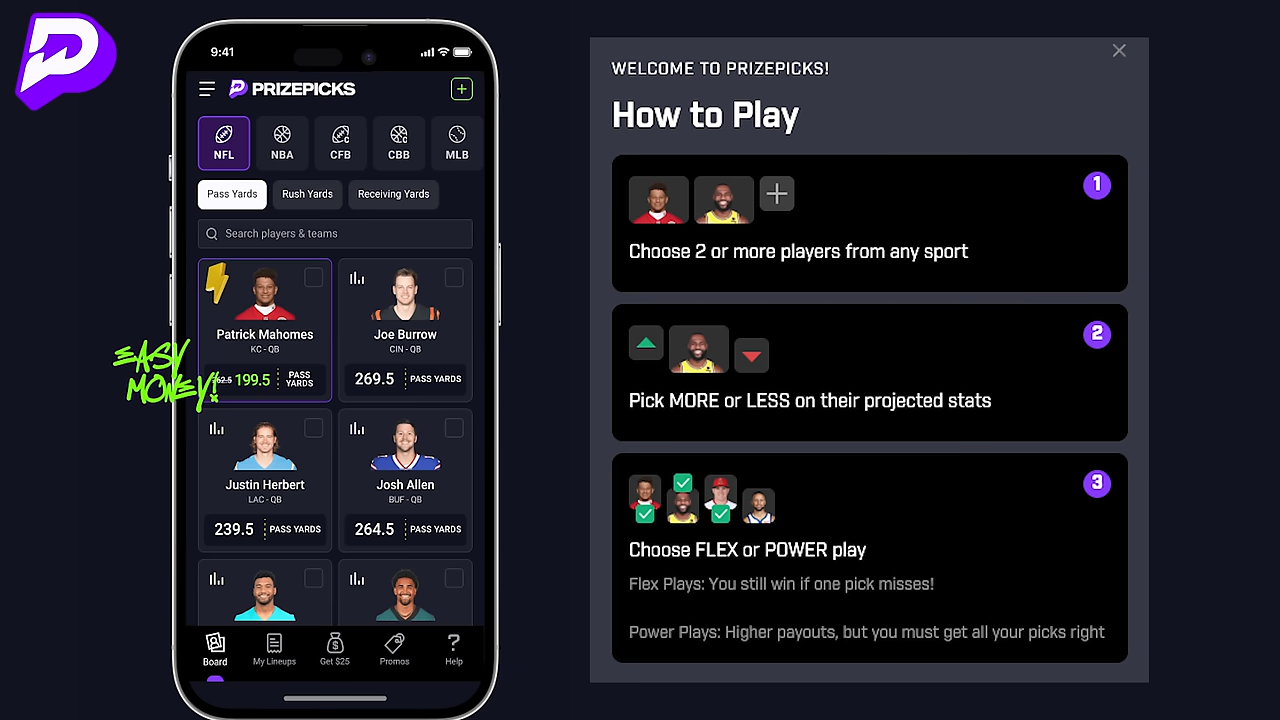 9:41
PRIZEPICKS
NFL
NBA
CFB
CBB
MLB
Pass Yards
Rush Yards
Receiving Yards
Search players & teams
Patrick Mahomes
KC - QB
262.5 199.5 PASS YARDS
Joe Burrow
CIN - QB
269.5 PASS YARDS
EASY
MONEY!
Justin Herbert
LAC - QB
239.5 PASS YARDS
Josh Allen
BUF - QB
264.5 PASS YARDS
Board
My Lineups
Get $25
Promos
Help
WELCOME TO PRIZEPICKS!
How to Play
1
Choose 2 or more players from any sport
2
Pick MORE or LESS on their projected stats
3
Choose FLEX or POWER play
Flex Plays: You still win if one pick misses!
Power Plays: Higher payouts, but you must get all your picks right